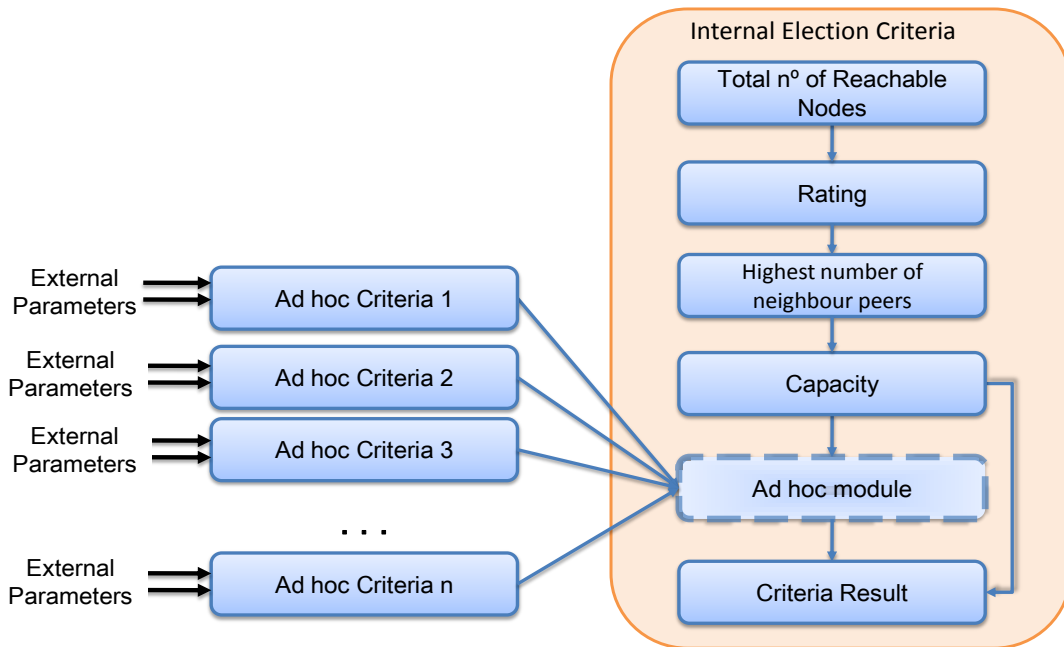 Internal Election Criteria
Total nº of Reachable
Nodes
Rating
Highest number of
neighbour peers
Capacity
Ad hoc module
Criteria Result
External
Parameters
Ad hoc Criteria 1
External
Parameters
Ad hoc Criteria 2
External
Parameters
Ad hoc Criteria 3
. . .
External
Parameters
Ad hoc Criteria n